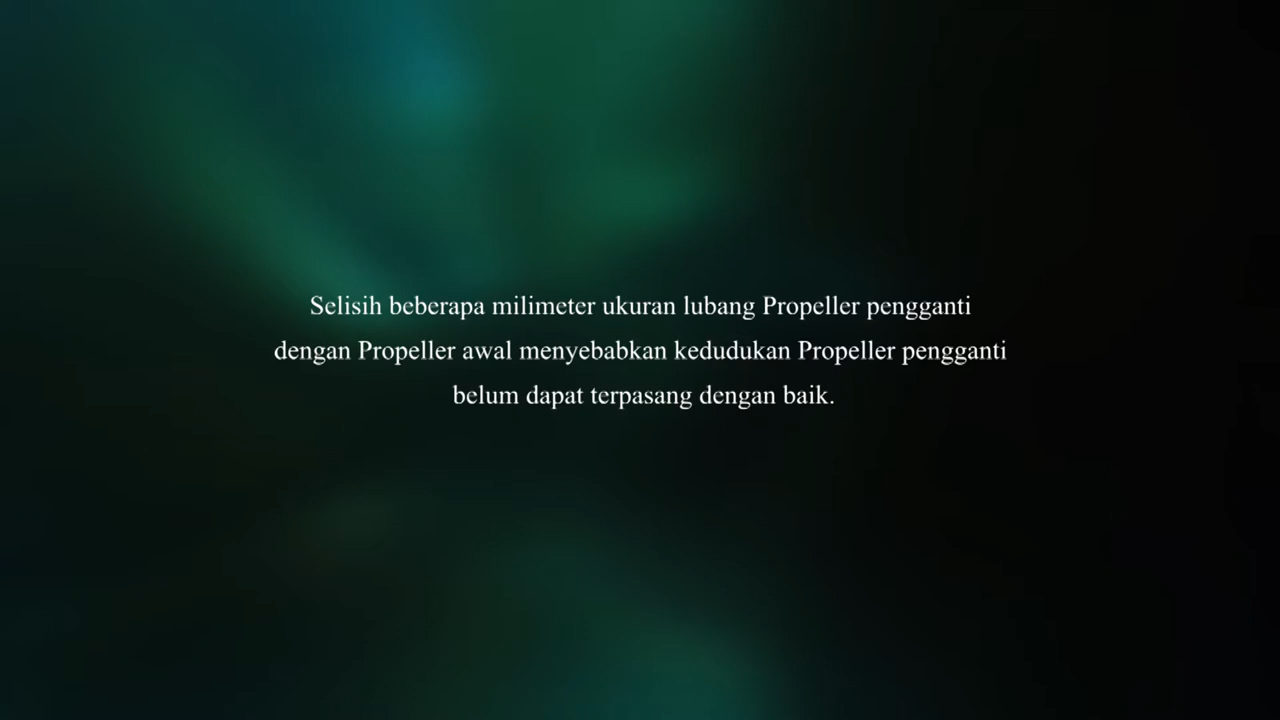 Selisih beberapa milimeter ukuran lubang Propeller pengganti
dengan Propeller awal menyebabkan kedudukan Propeller pengganti
belum dapat terpasang dengan baik.